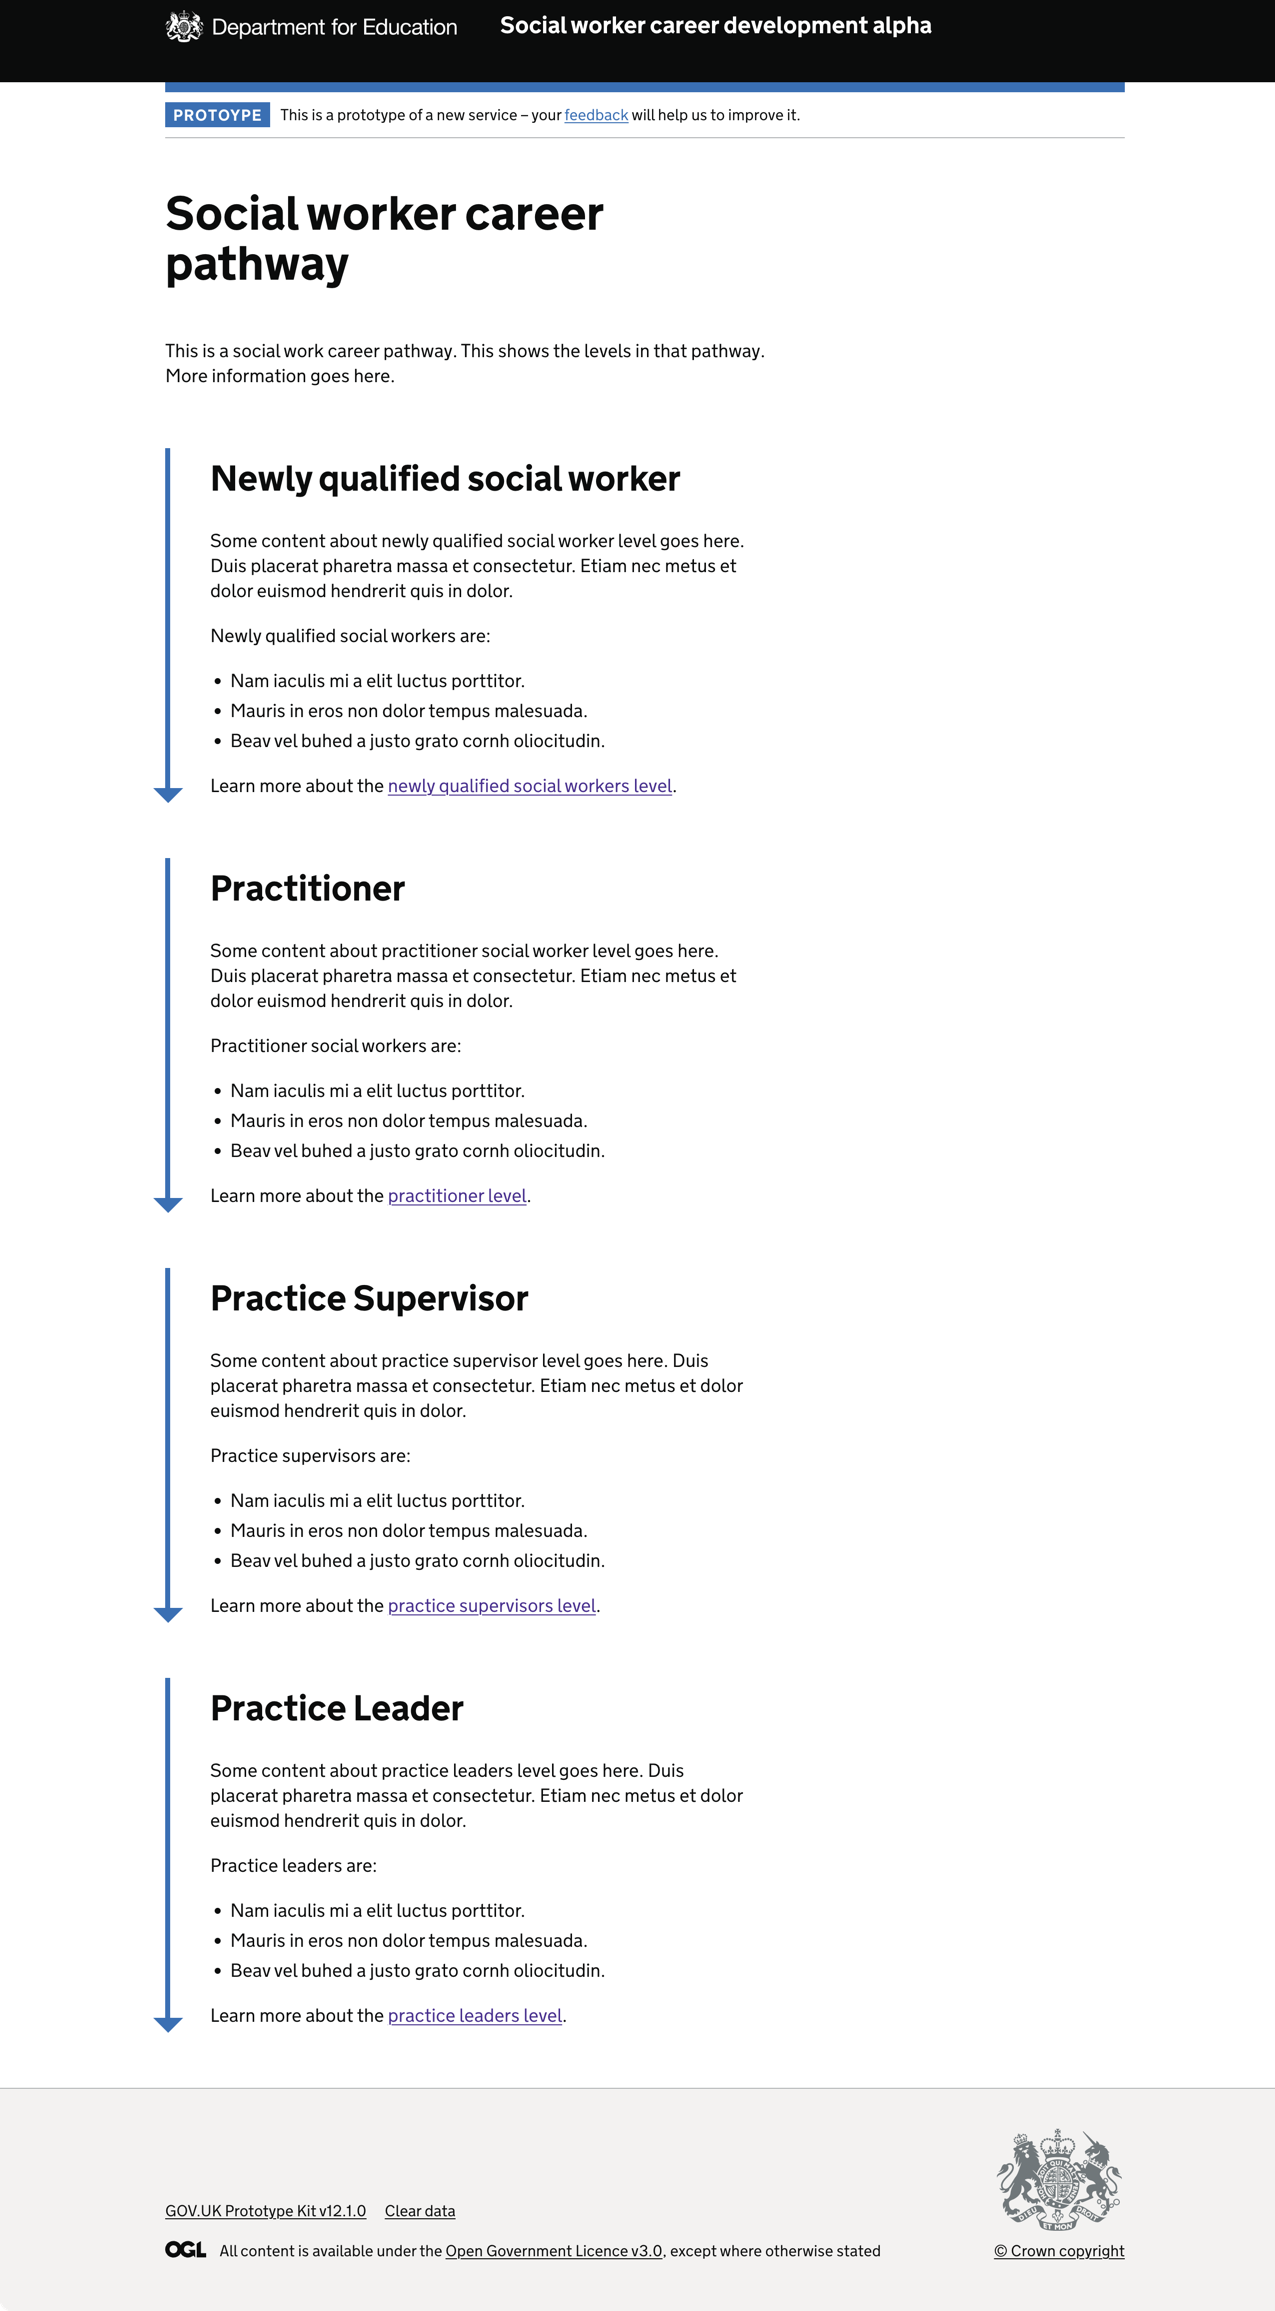 Department for Education
Social worker career development alpha
PROTOYPE
This is a prototype of a new service – your feedback will help us to improve it.
Social worker career
pathway
This is a social work career pathway. This shows the levels in that pathway.
More information goes here.
Newly qualified social worker
Some content about newly qualified social worker level goes here.
Duis placerat pharetra massa et consectetur. Etiam nec metus et
dolor euismod hendrerit quis in dolor.
Newly qualified social workers are:
• Nam iaculis mi a elit luctus porttitor.
• Mauris in eros non dolor tempus malesuada.
• Beav vel buhed a justo grato cornh oliocitudin.
Learn more about the newly qualified social workers level.
Practitioner
Some content about practitioner social worker level goes here.
Duis placerat pharetra massa et consectetur. Etiam nec metus et
dolor euismod hendrerit quis in dolor.
Practitioner social workers are:
• Nam iaculis mi a elit luctus porttitor.
• Mauris in eros non dolor tempus malesuada.
• Beav vel buhed a justo grato cornh oliocitudin.
Learn more about the practitioner level.
Practice Supervisor
Some content about practice supervisor level goes here. Duis
placerat pharetra massa et consectetur. Etiam nec metus et dolor
euismod hendrerit quis in dolor.
Practice supervisors are:
• Nam iaculis mi a elit luctus porttitor.
• Mauris in eros non dolor tempus malesuada.
• Beav vel buhed a justo grato cornh oliocitudin.
Learn more about the practice supervisors level.
Practice Leader
Some content about practice leaders level goes here. Duis
placerat pharetra massa et consectetur. Etiam nec metus et dolor
euismod hendrerit quis in dolor.
Practice leaders are:
• Nam iaculis mi a elit luctus porttitor.
• Mauris in eros non dolor tempus malesuada.
• Beav vel buhed a justo grato cornh oliocitudin.
Learn more about the practice leaders level.
DIEU ET MON DROIT
GOV.UK Prototype Kit v12.1.0 Clear data
OGL All content is available under the Open Government Licence v3.0, except where otherwise stated
© Crown copyright